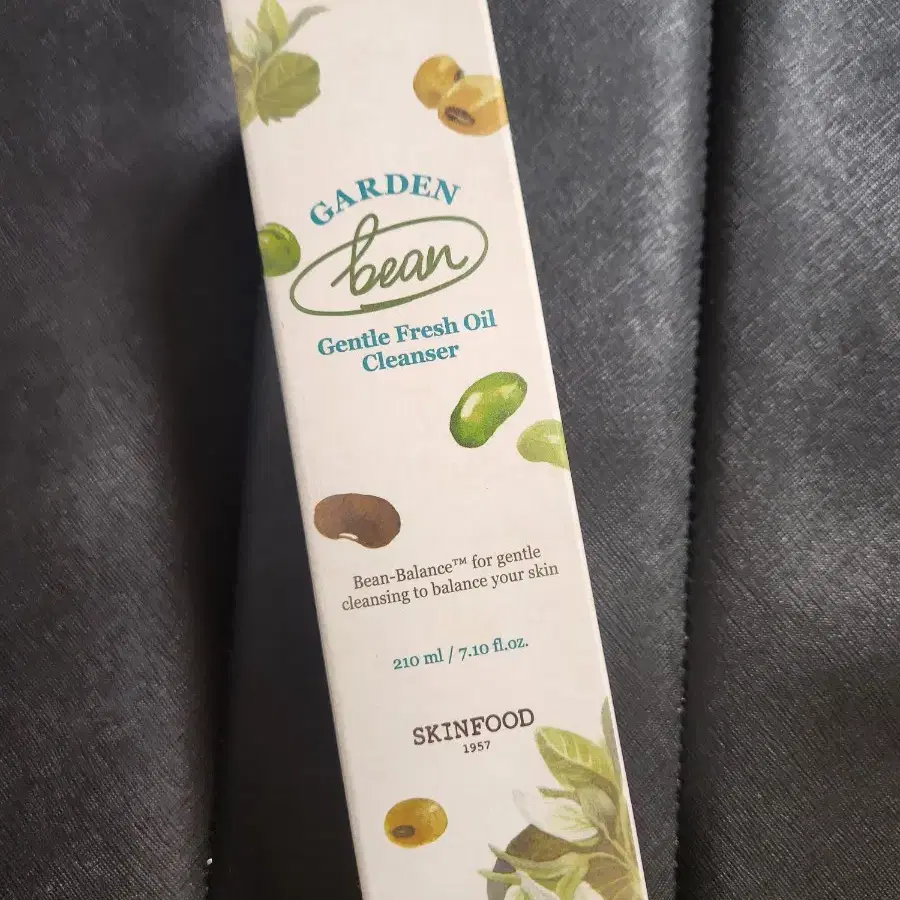 GARDEN
bean
Gentle Fresh Oil
Cleanser
Bean-Balance™ for gentle
cleansing to balance your skin
210 ml / 7.10 fl.oz.
SKINFOOD
1957